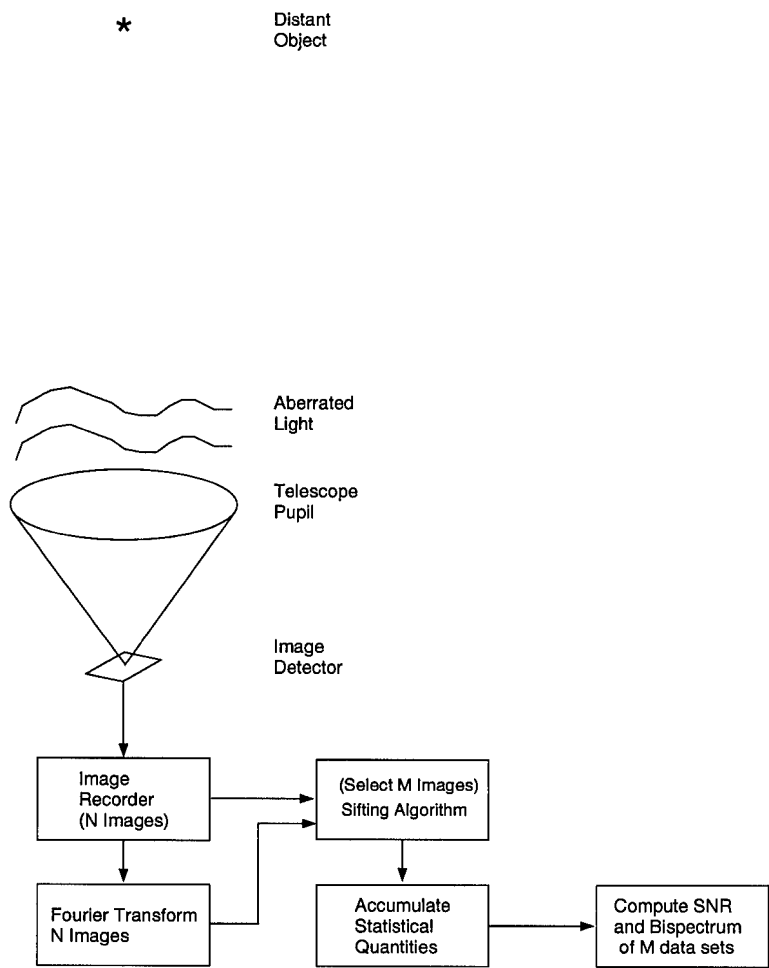 *
Distant
Object
Aberrated
Light
Telescope
Pupil
Image
Detector
Image
Recorder
(N Images)
(Select M Images)
Sifting Algorithm
Fourier Transform
N Images
Accumulate
Statistical
Quantities
Compute SNR
and Bispectrum
of M data sets